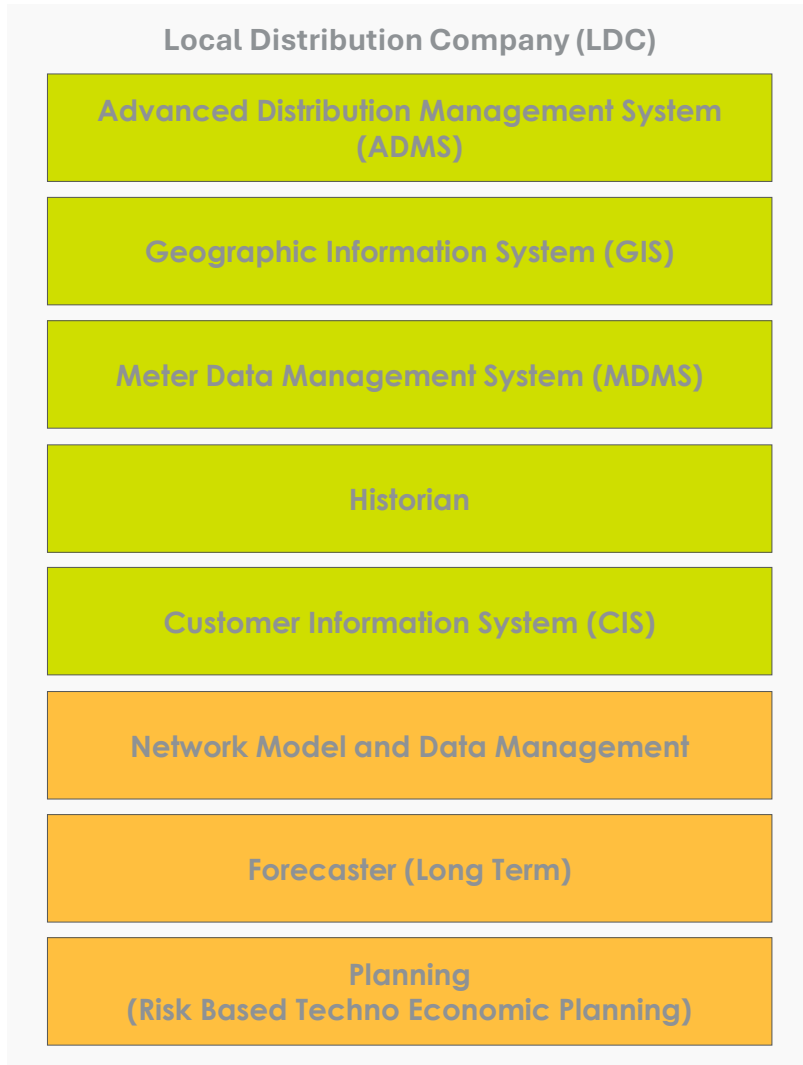 Local Distribution Company (LDC)
Advanced Distribution Management System
(ADMS)
Geographic Information System (GIS)
Meter Data Management System (MDMS)
Historian
Customer Information System (CIS)
Network Model and Data Management
Forecaster (Long Term)
Planning
(Risk Based Techno Economic Planning)